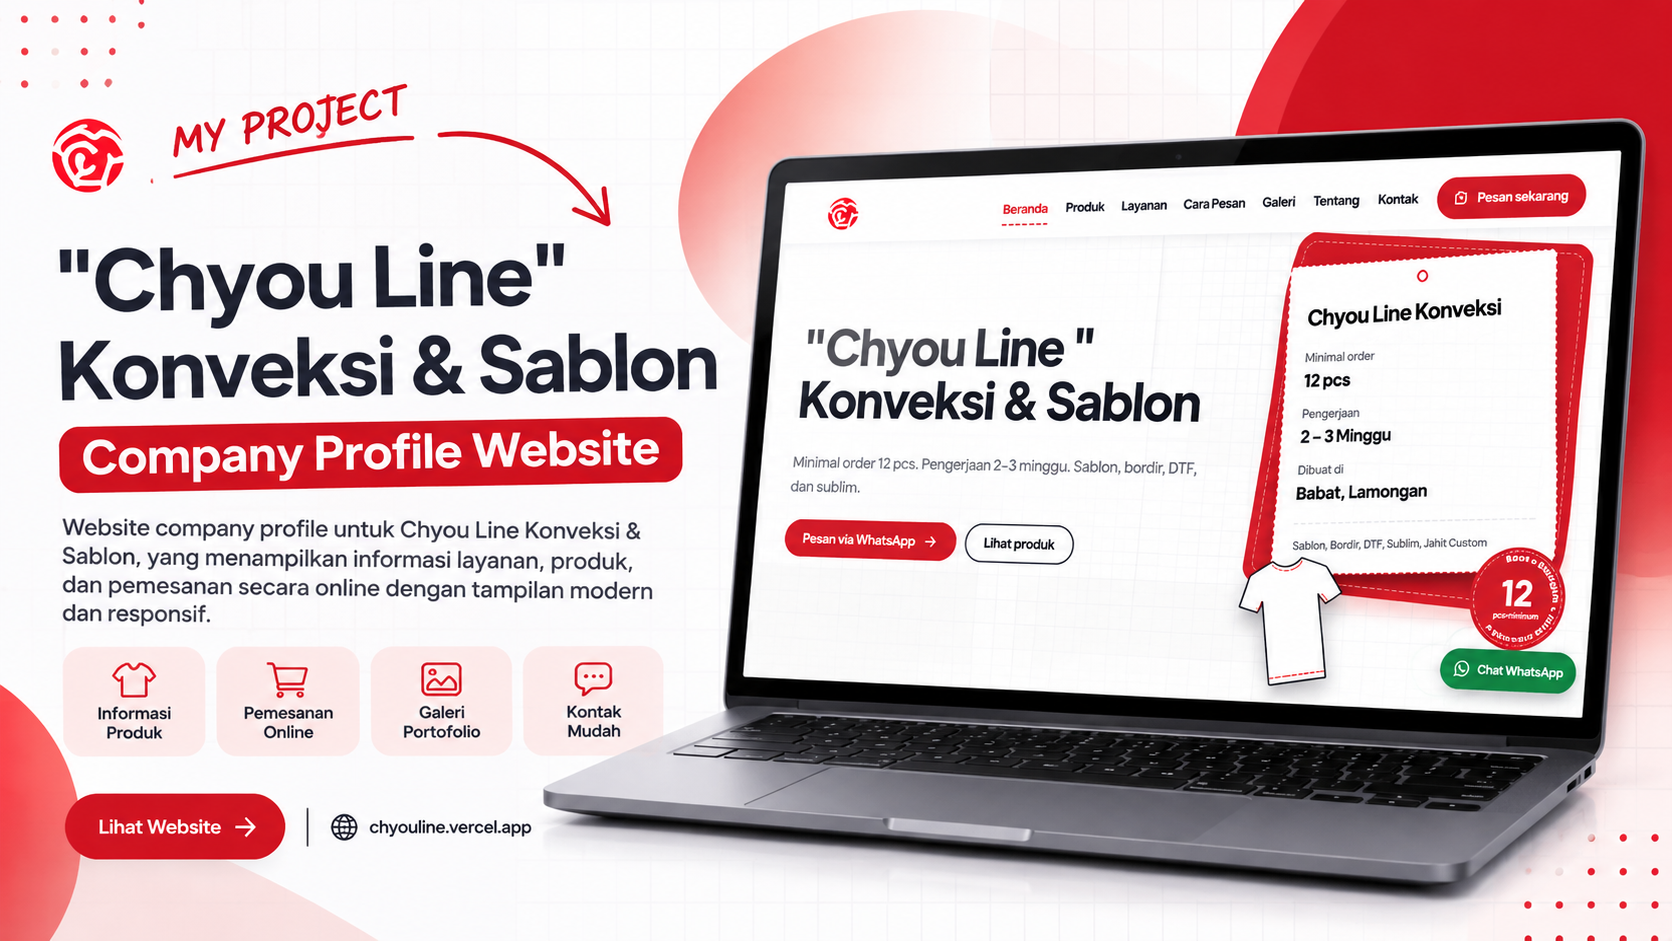 MY PROJECT
"Chyou Line"
Konveksi & Sablon
Company Profile Website
Website company profile untuk Chyou Line Konveksi &
Sablon, yang menampilkan informasi layanan, produk,
dan pemesanan secara online dengan tampilan modern
dan responsif.
Informasi
Produk
Pemesanan
Online
Galeri
Portofolio
Kontak
Mudah
Lihat Website
chyouline.vercel.app
Beranda Produk Layanan Cara Pesan Galeri Tentang Kontak Pesan sekarang
"Chyou Line "
Konveksi & Sablon
Minimal order 12 pcs. Pengerjaan 2–3 minggu. Sablon, bordir, DTF,
dan sublim.
Pesan via WhatsApp
Lihat produk
Chyou Line Konveksi
Minimal order
12 pcs
Pengerjaan
2 – 3 Minggu
Dibuat di
Babat, Lamongan
Sablon, Bordir, DTF, Sublim, Jahit Custom
12
Chat WhatsApp